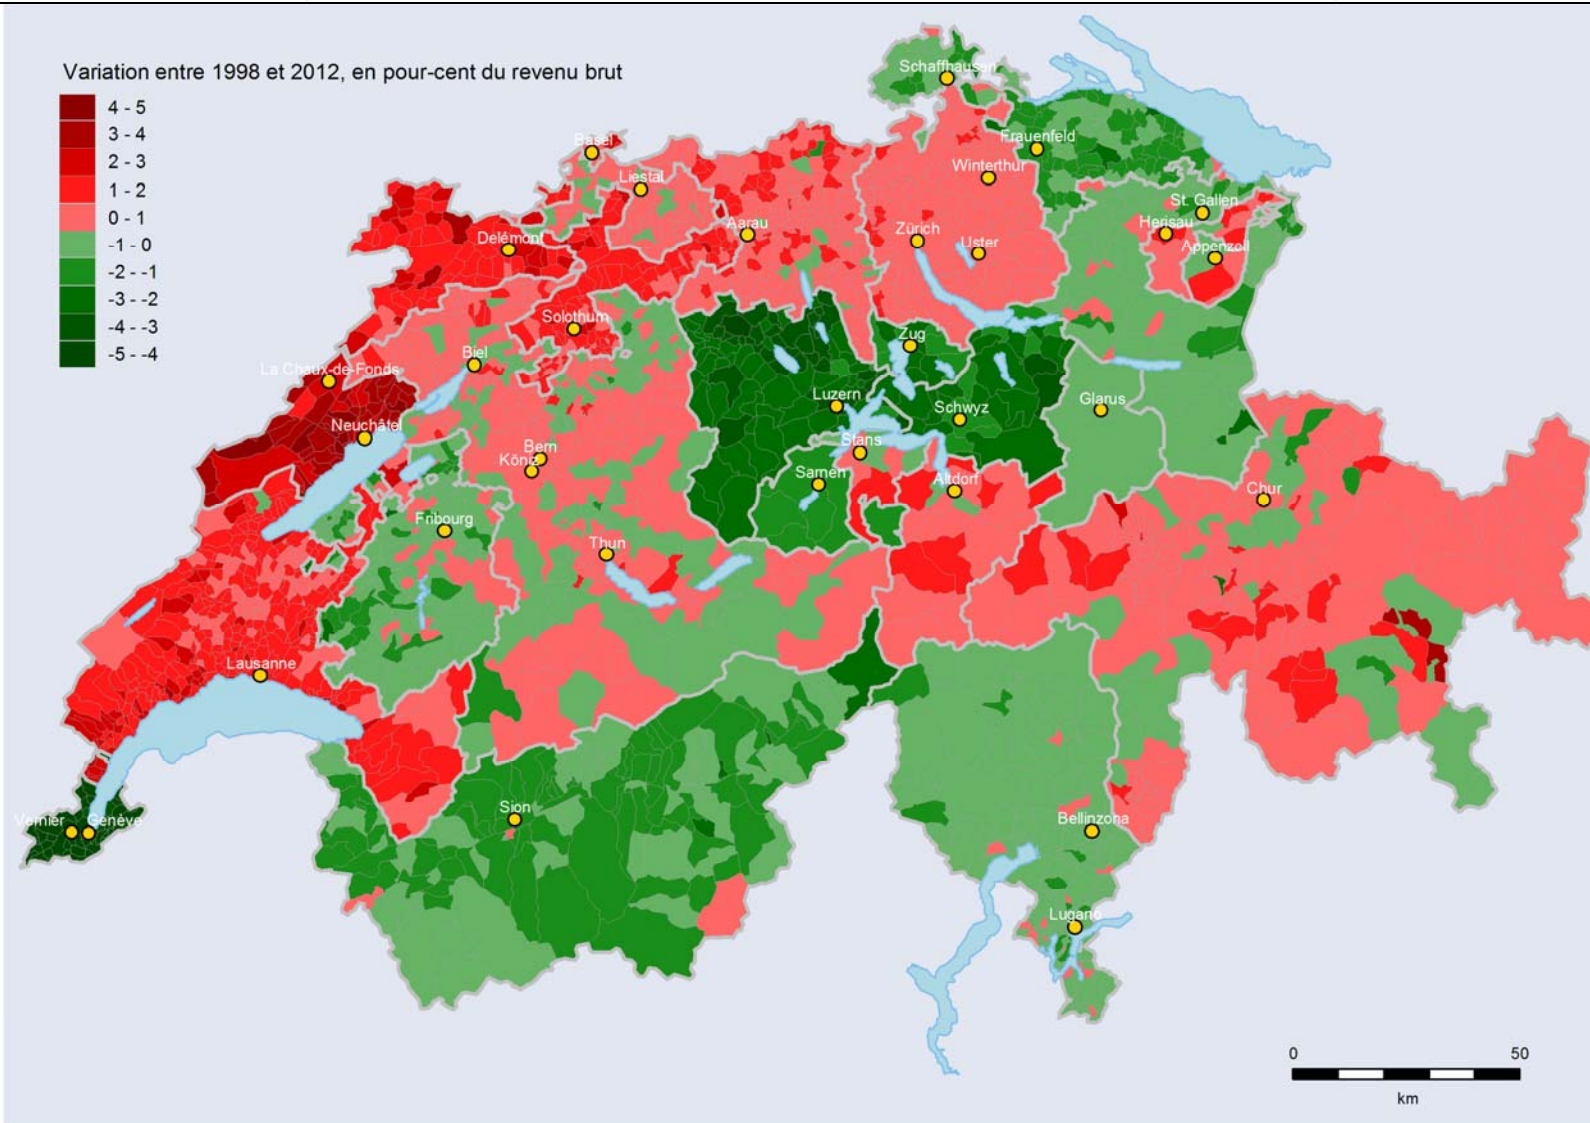 Variation entre 1998 et 2012, en pour-cent du revenu brut
4 - 5
3 - 4
2 - 3
1 - 2
0 - 1
-1 - 0
-2 - -1
-3 - -2
-4 - -3
-5 - -4
Schaffhausen
Basel
Frauenfeld
Winterthur
Liestal
St. Gallen
Aarau
Zürich
Herisau
Delémont
Uster
Appenzell
Solothurn
Zug
Biel
La Chaux-de-Fonds
Luzern
Schwyz
Glarus
Neuchâtel
Stans
Bern
Köniz
Sarnen
Altdorf
Chur
Fribourg
Thun
Lausanne
Sion
Vernier
Genève
Bellinzona
Lugano
0
50
km